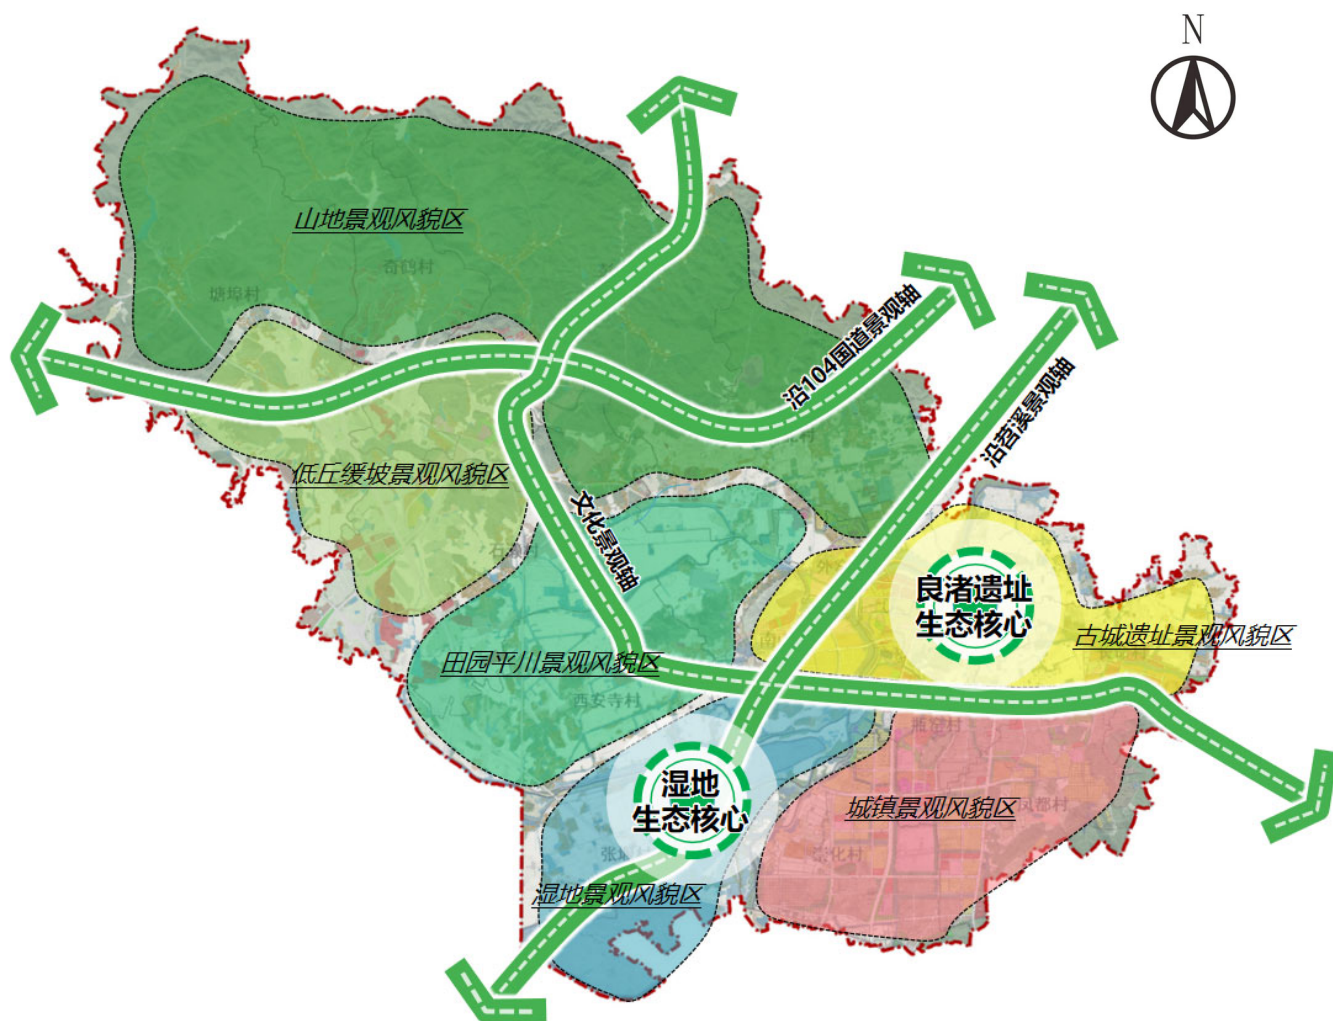 N
山地景观风貌区
奇鹤村
塘埠村
沿104国道景观轴
沿苕溪景观轴
低丘缓坡景观风貌区
文化景观轴
良渚遗址
生态核心
古城遗址景观风貌区
田园平川景观风貌区
西安寺村
湿地
生态核心
城镇景观风貌区
湿地景观风貌区